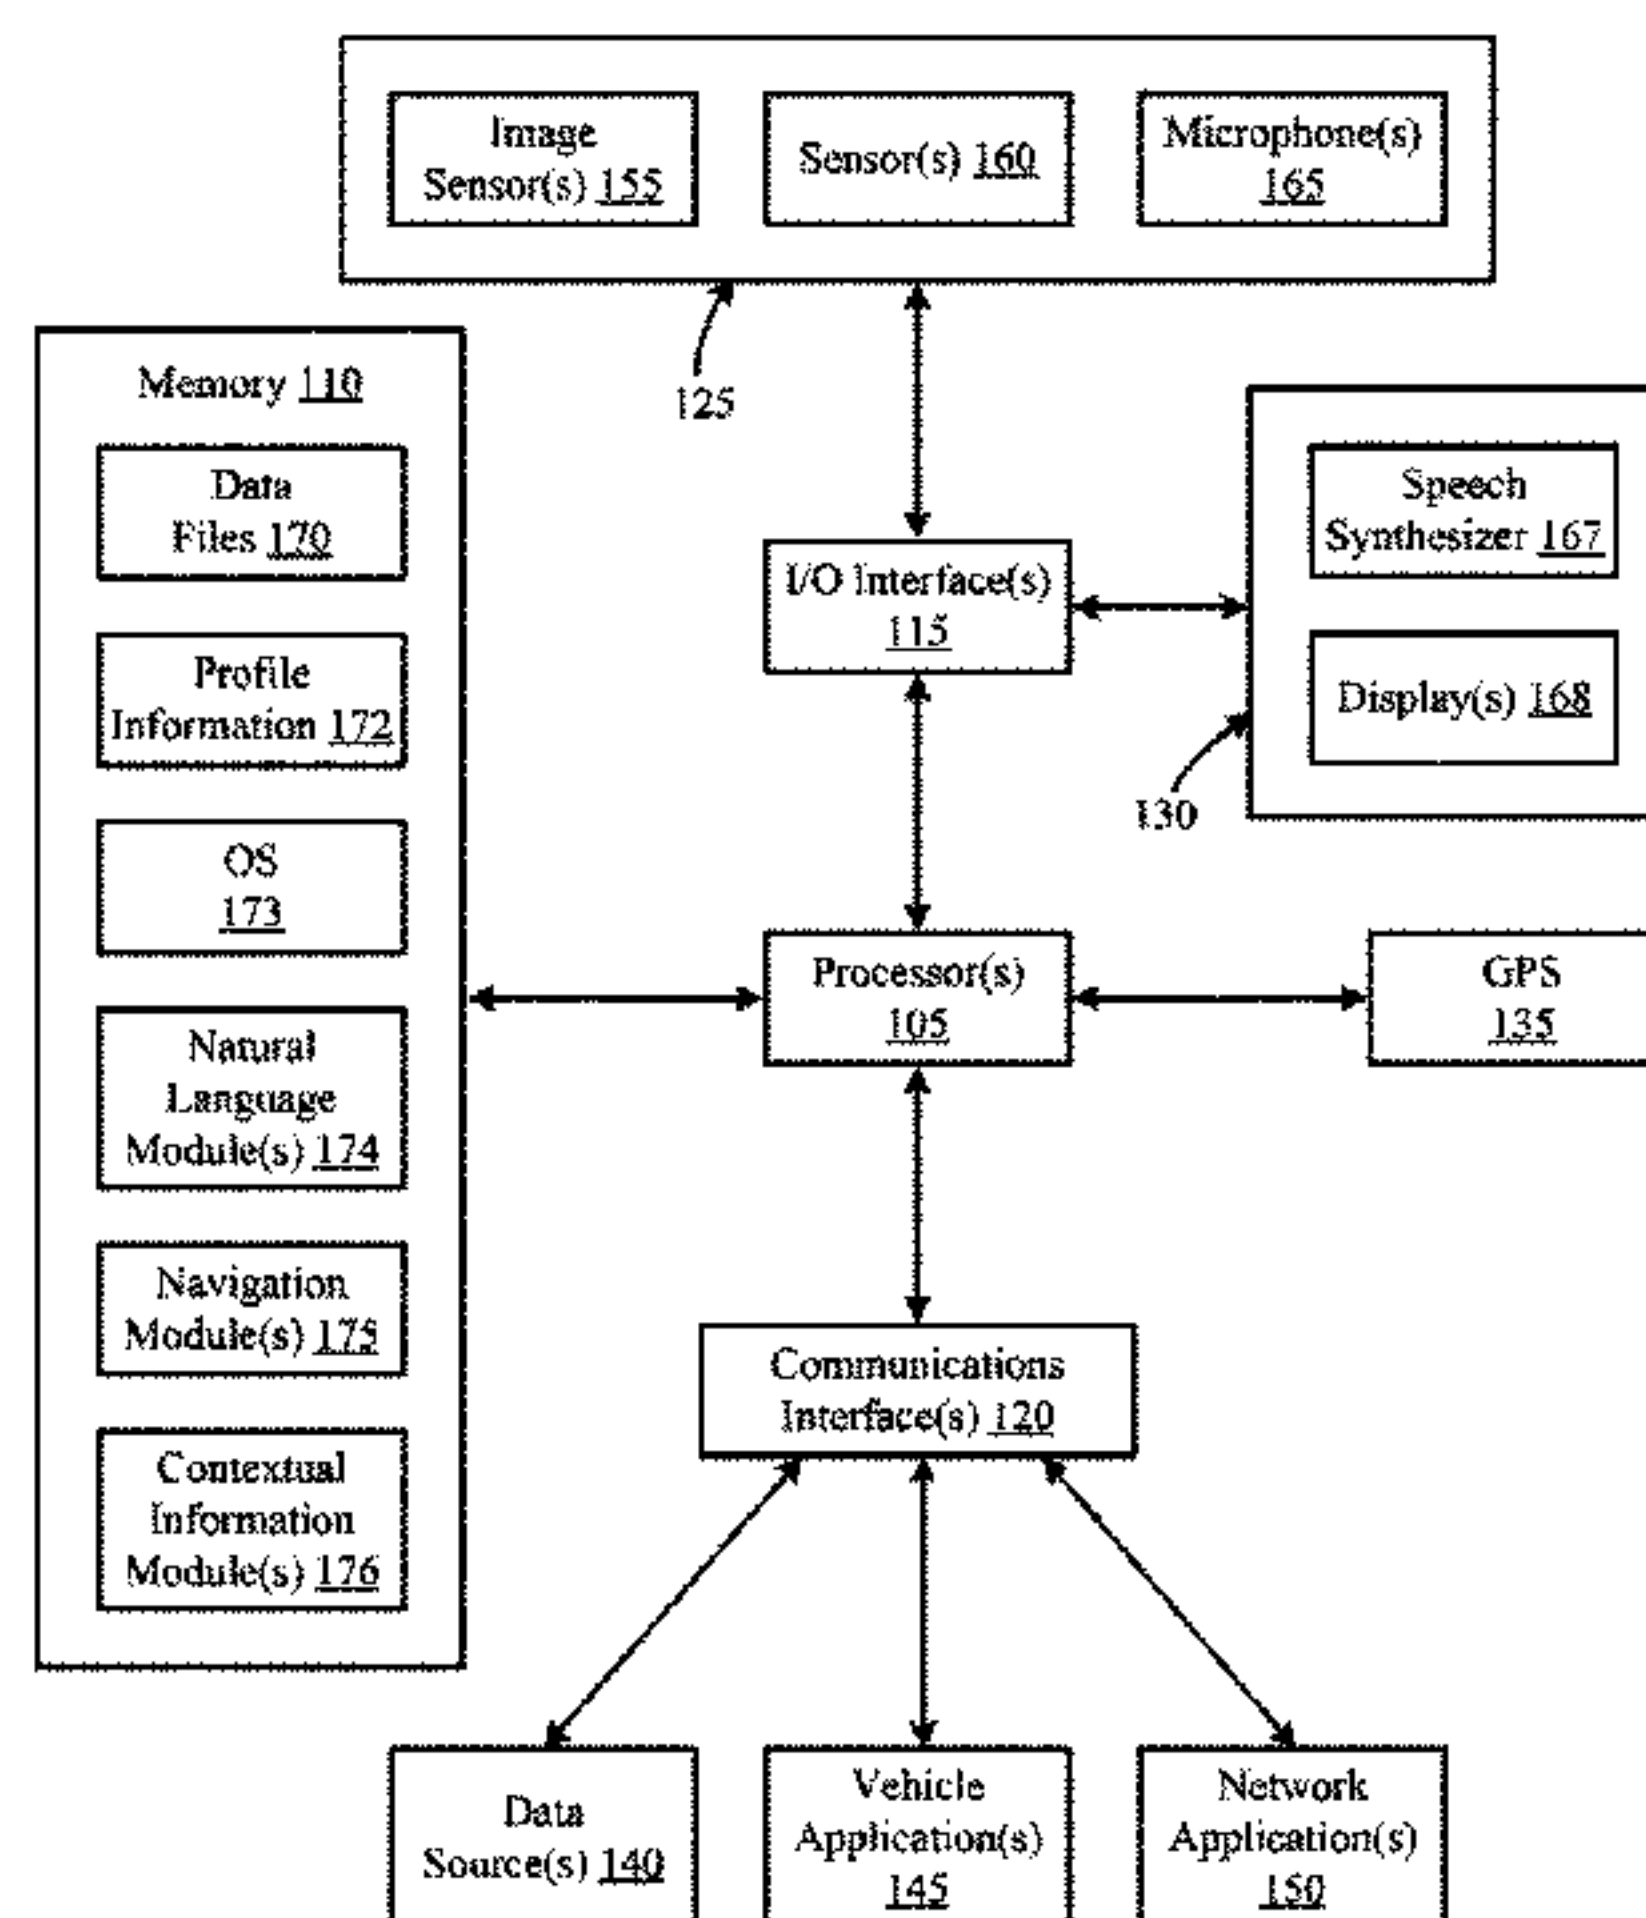 Image
Sensor(s) 155
Sensor(s) 160
Microphone(s)
165
125
Memory 110
Data
Files 170
Profile
Information 172
OS
173
Natural
Language
Module(s) 174
Navigation
Module(s) 175
Contextual
Information
Module(s) 176
I/O Interface(s)
115
Speech
Synthesizer 167
Display(s) 168
130
Processor(s)
105
GPS
135
Communications
Interface(s) 120
Data
Source(s) 140
Vehicle
Application(s)
145
Network
Application(s)
150